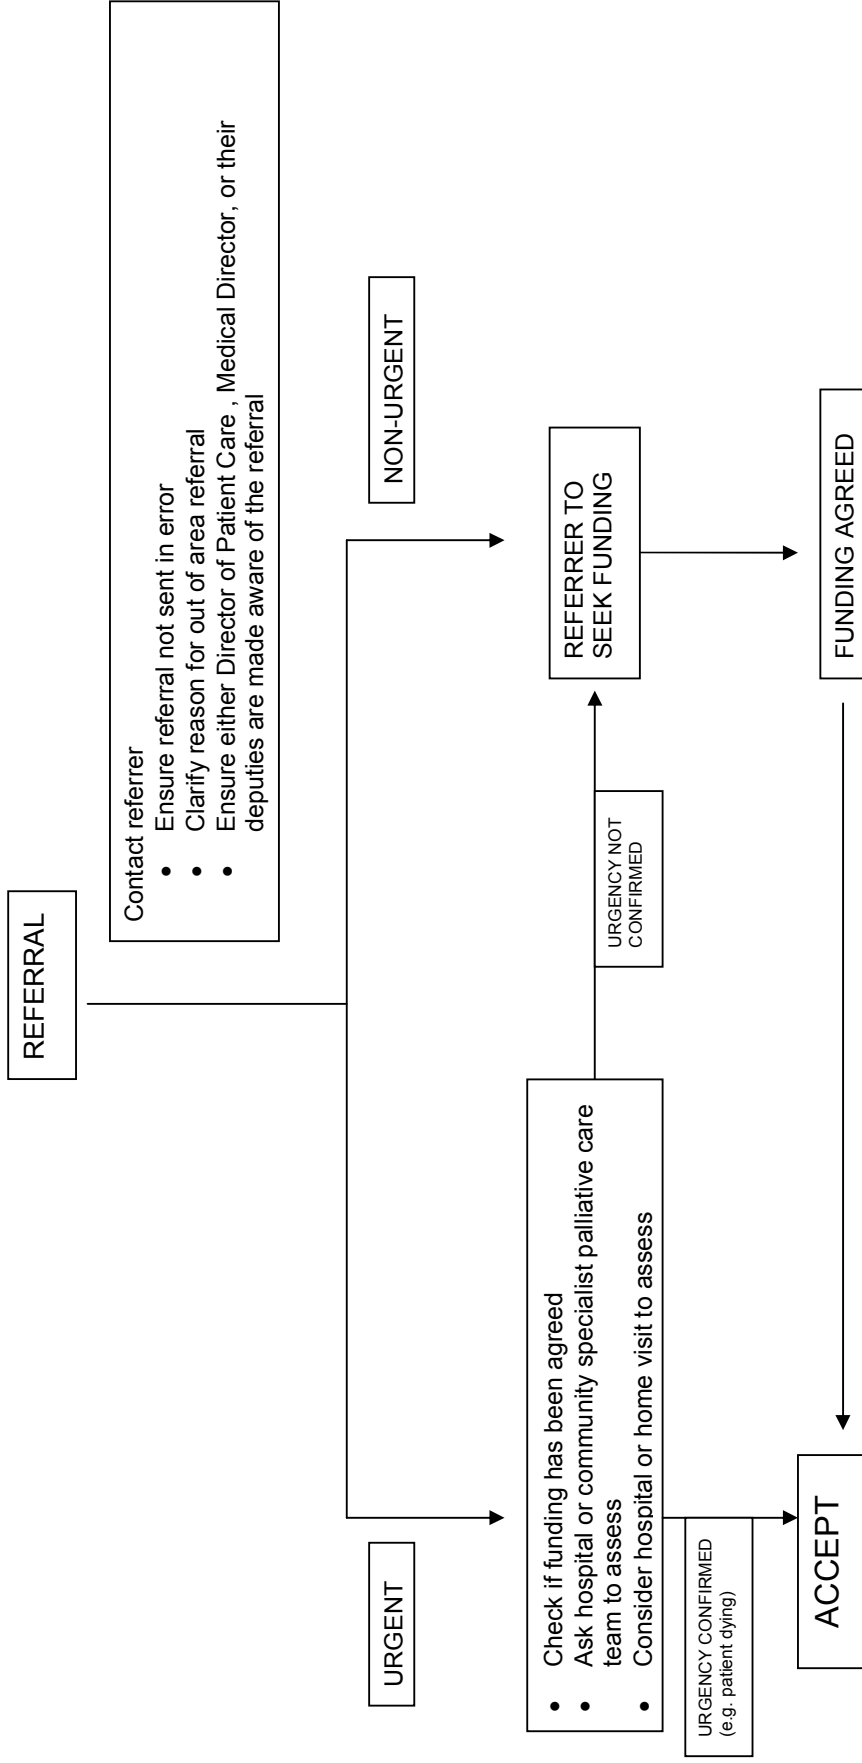 REFERRAL
Contact referrer
• Ensure referral not sent in error
• Clarify reason for out of area referral
• Ensure either Director of Patient Care , Medical Director, or their
deputies are made aware of the referral
URGENT
NON-URGENT
• Check if funding has been agreed
• Ask hospital or community specialist palliative care
team to assess
• Consider hospital or home visit to assess
URGENCY NOT
CONFIRMED
REFERRER TO
SEEK FUNDING
URGENCY CONFIRMED
(e.g. patient dying)
ACCEPT
FUNDING AGREED